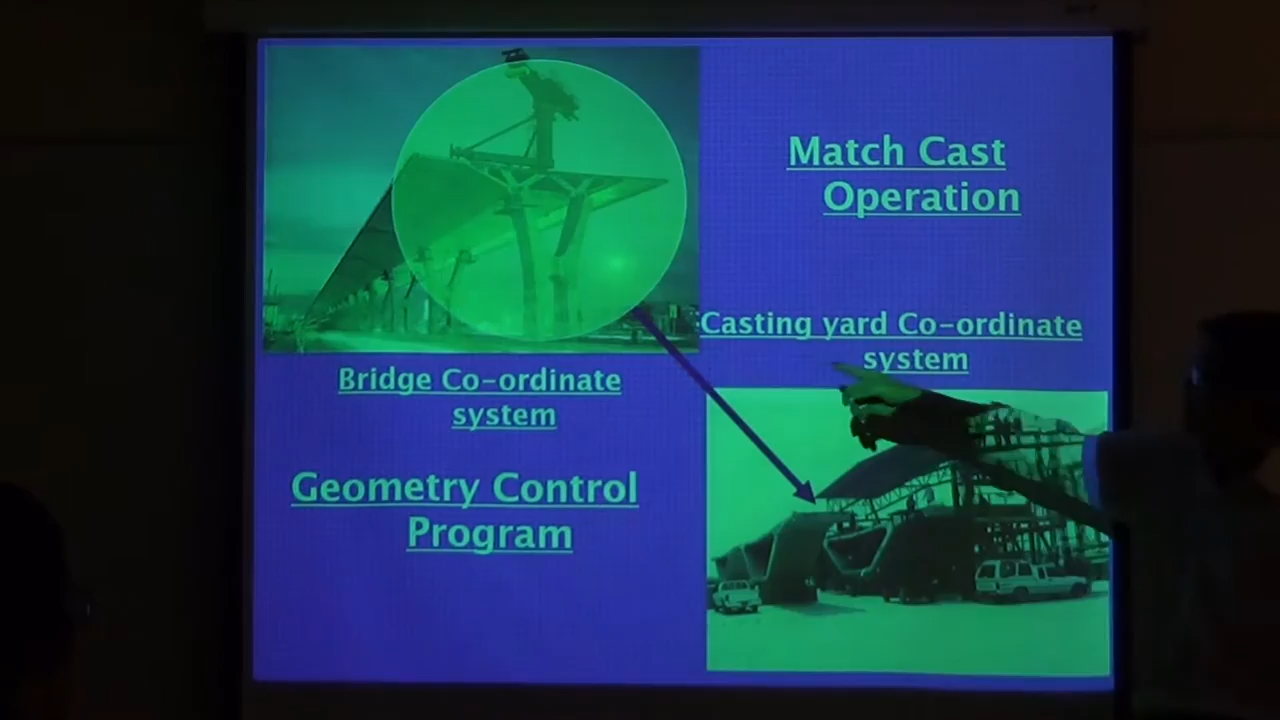 Match Cast
Operation
Casting yard Co-ordinate
system
Bridge Co-ordinate
system
Geometry Control
Program